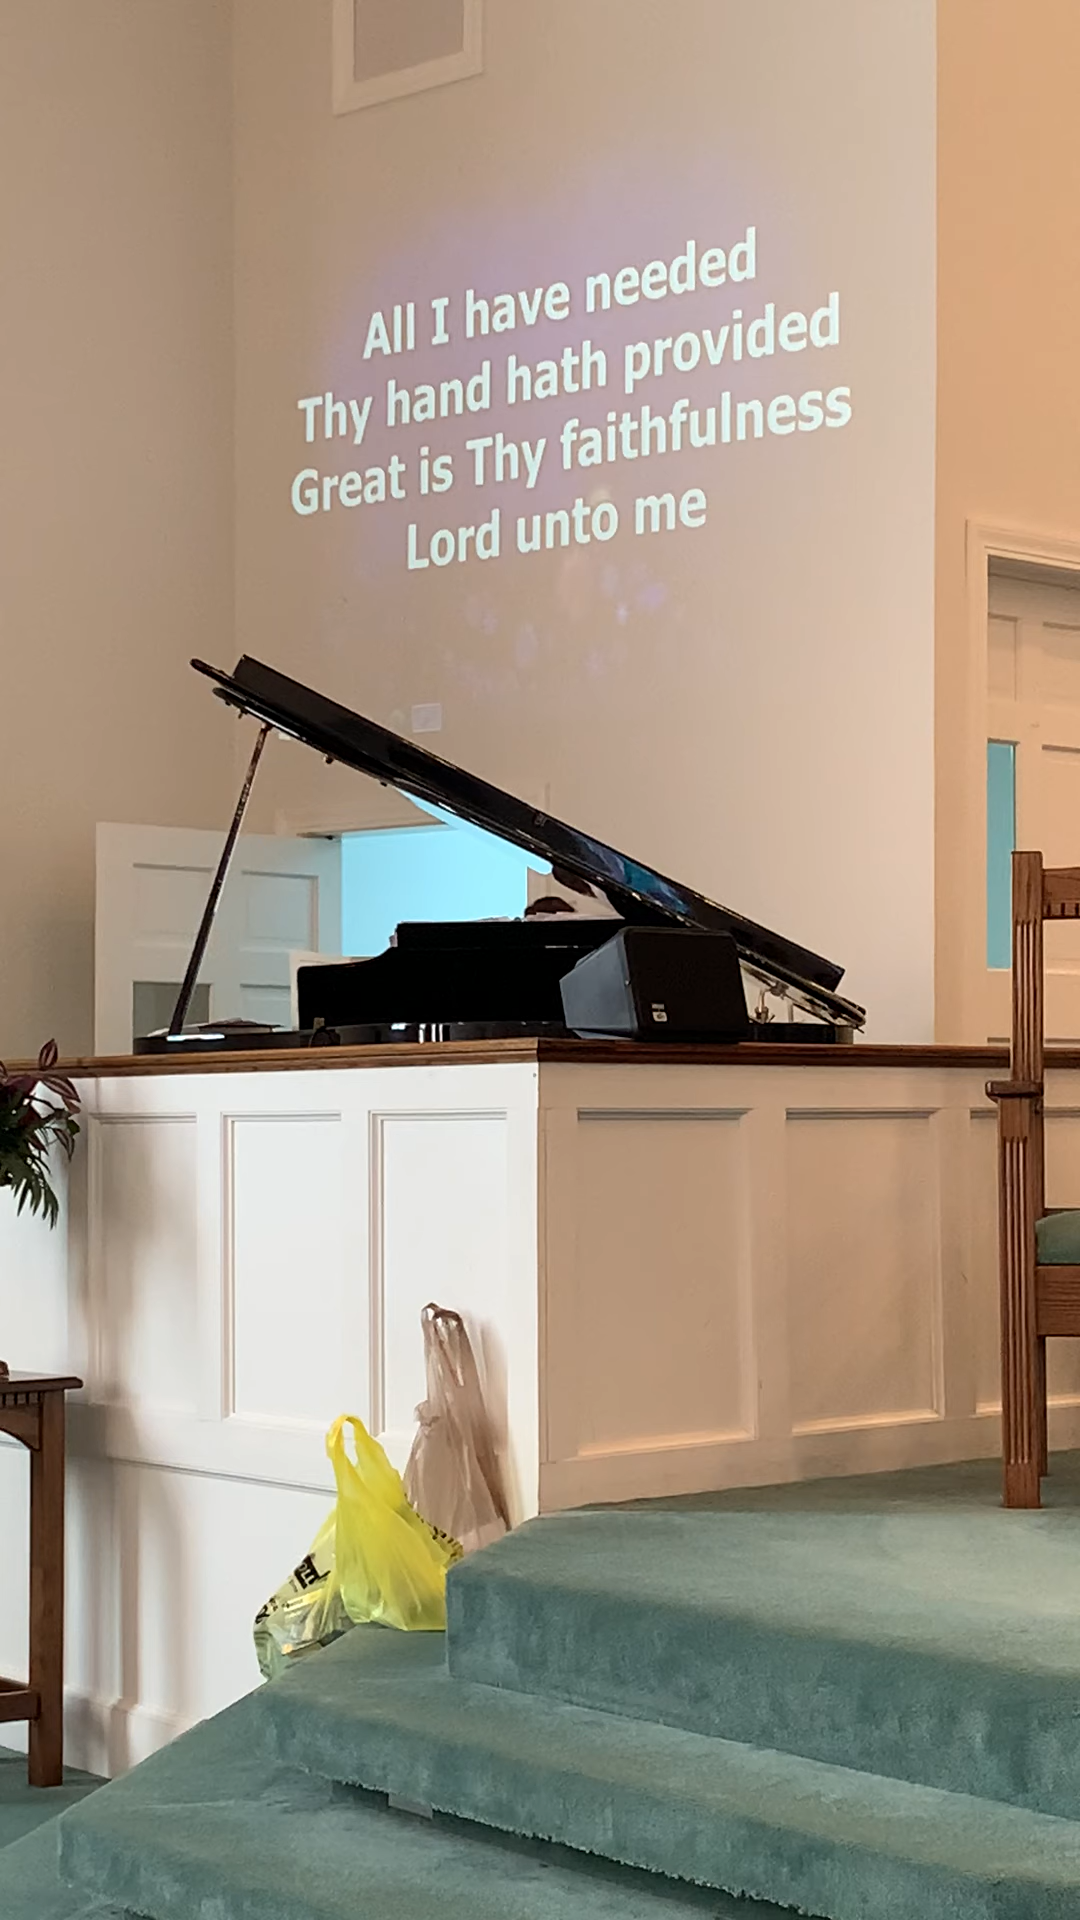 All I have needed
Thy hand hath provided
Great is Thy faithfulness
Lord unto me